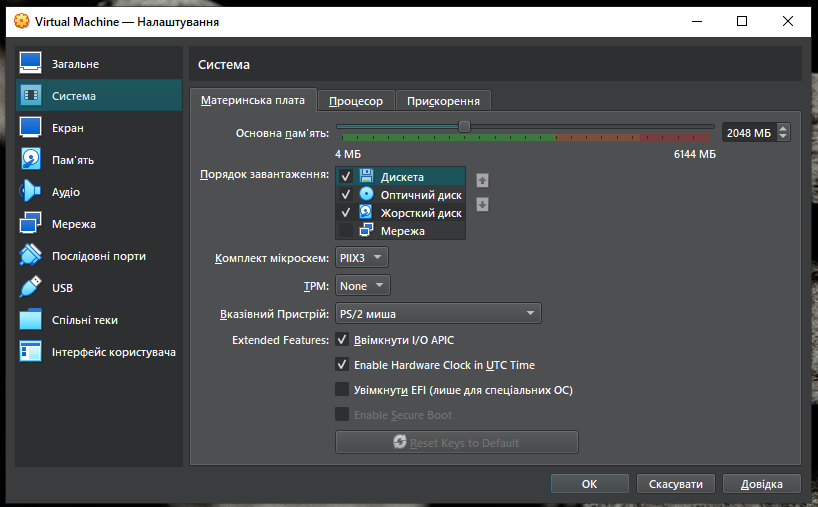 Virtual Machine — Налаштування
Загальне
Система
Екран
Пам'ять
Аудіо
Мережа
Послідовні порти
USB
Спільні теки
Інтерфейс користувача
Система
Материнська плата
Процесор
Прискорення
Основна пам'ять:
2048 МБ
4 МБ
6144 МБ
Порядок завантаження:
Дискета
Оптичний диск
Жорсткий диск
Мережа
Комплект мікросхем:
PIIX3
TPM:
None
Вказівний Пристрій:
PS/2 миша
Extended Features:
Ввімкнути I/O APIC
Enable Hardware Clock in UTC Time
Увімкнути EFI (лише для спеціальних ОС)
Enable Secure Boot
Reset Keys to Default
ОК
Скасувати
Довідка